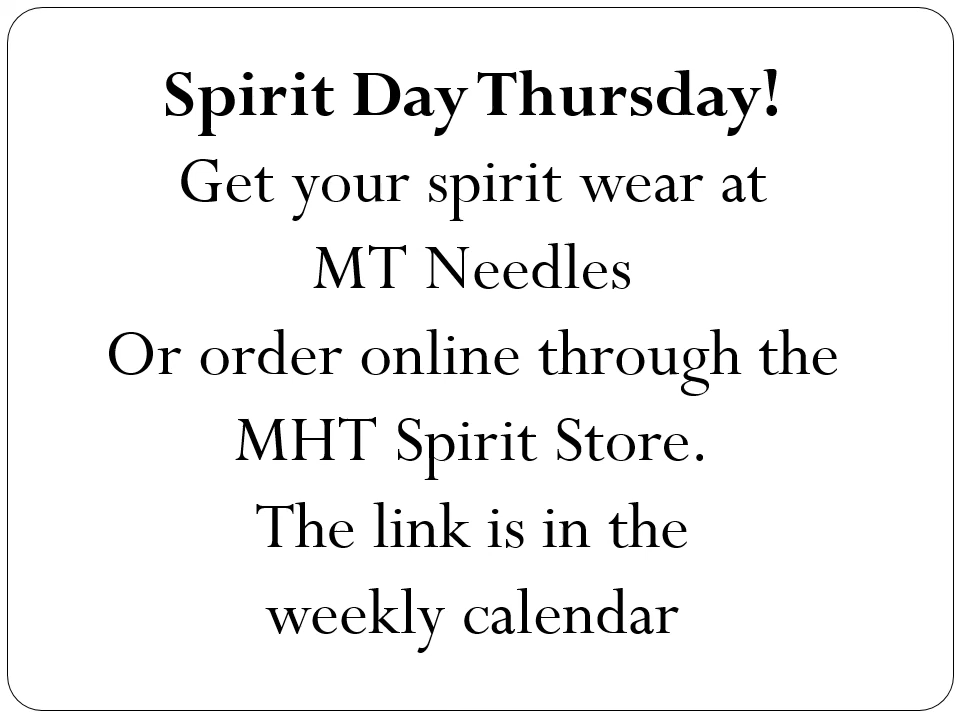 Spirit Day Thursday!
Get your spirit wear at
MT Needles
Or order online through the
MHT Spirit Store.
The link is in the
weekly calendar